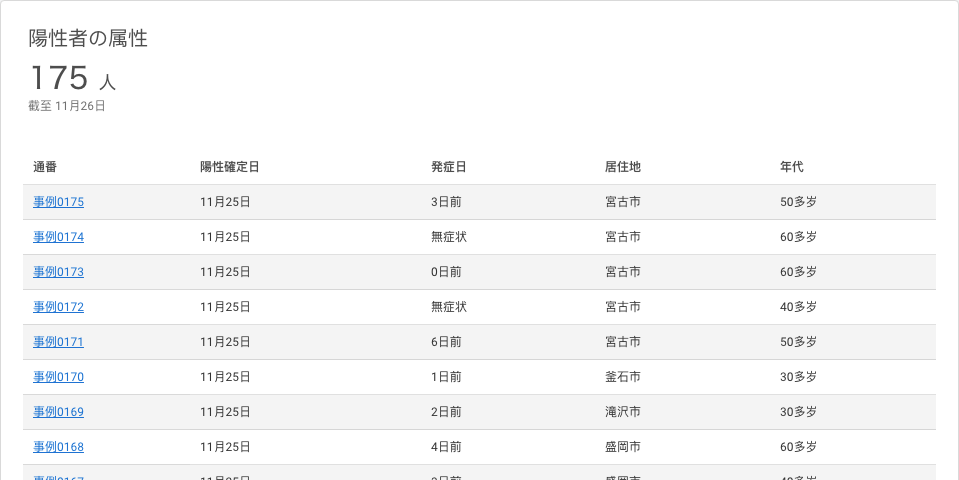 陽性者の属性
175 人
截至 11月26日
通番 陽性確定日 発症日 居住地 年代
事例0175 11月25日 3日前 宮古市 50多岁
事例0174 11月25日 無症状 宮古市 60多岁
事例0173 11月25日 0日前 宮古市 60多岁
事例0172 11月25日 無症状 宮古市 40多岁
事例0171 11月25日 6日前 宮古市 50多岁
事例0170 11月25日 1日前 釜石市 30多岁
事例0169 11月25日 2日前 滝沢市 30多岁
事例0168 11月25日 4日前 盛岡市 60多岁